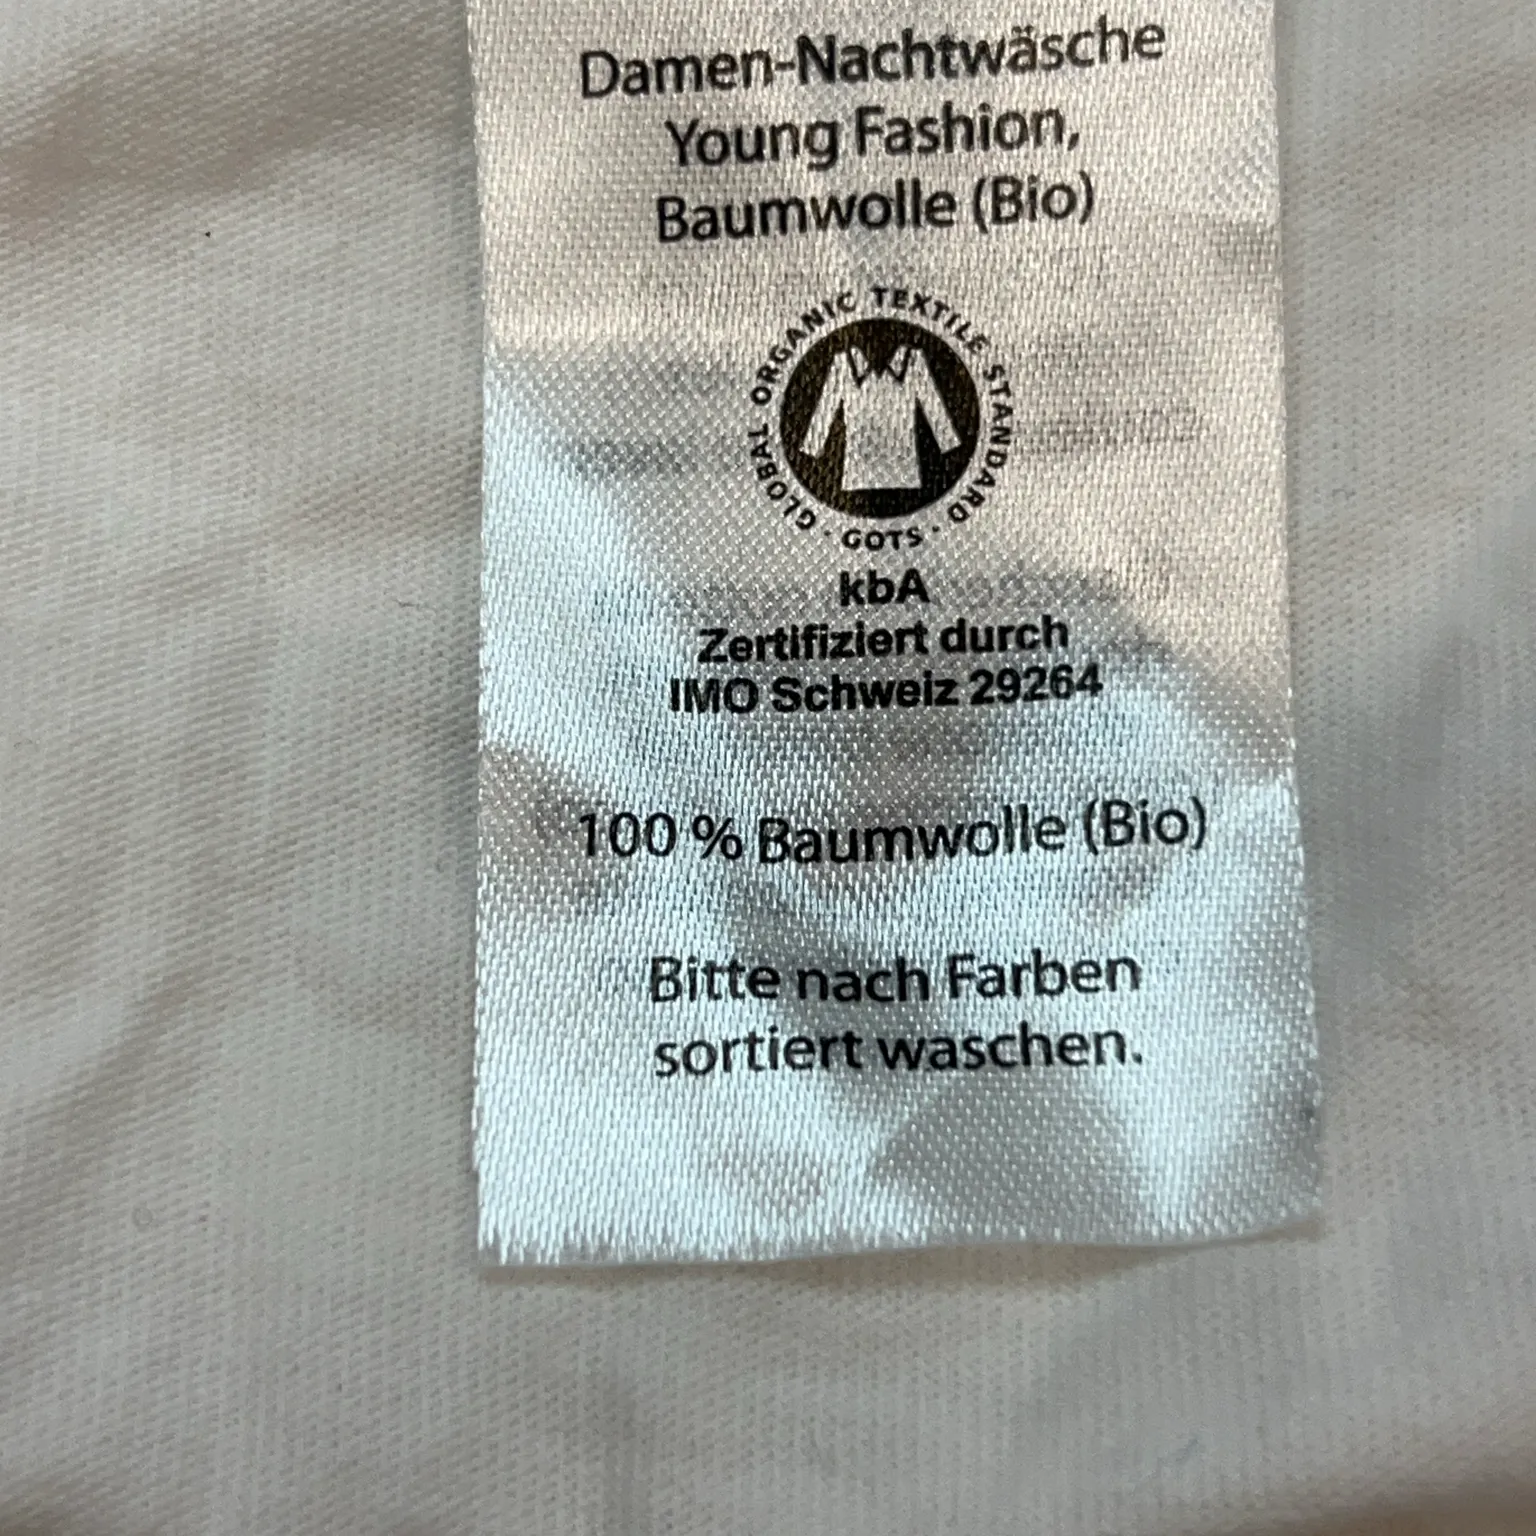 Damen-Nachtwäsche
Young Fashion,
Baumwolle (Bio)
GLOBAL ORGANIC TEXTILE STANDARD · GOTS ·
kbA
Zertifiziert durch
IMO Schweiz 29264
100 % Baumwolle (Bio)
Bitte nach Farben
sortiert waschen.